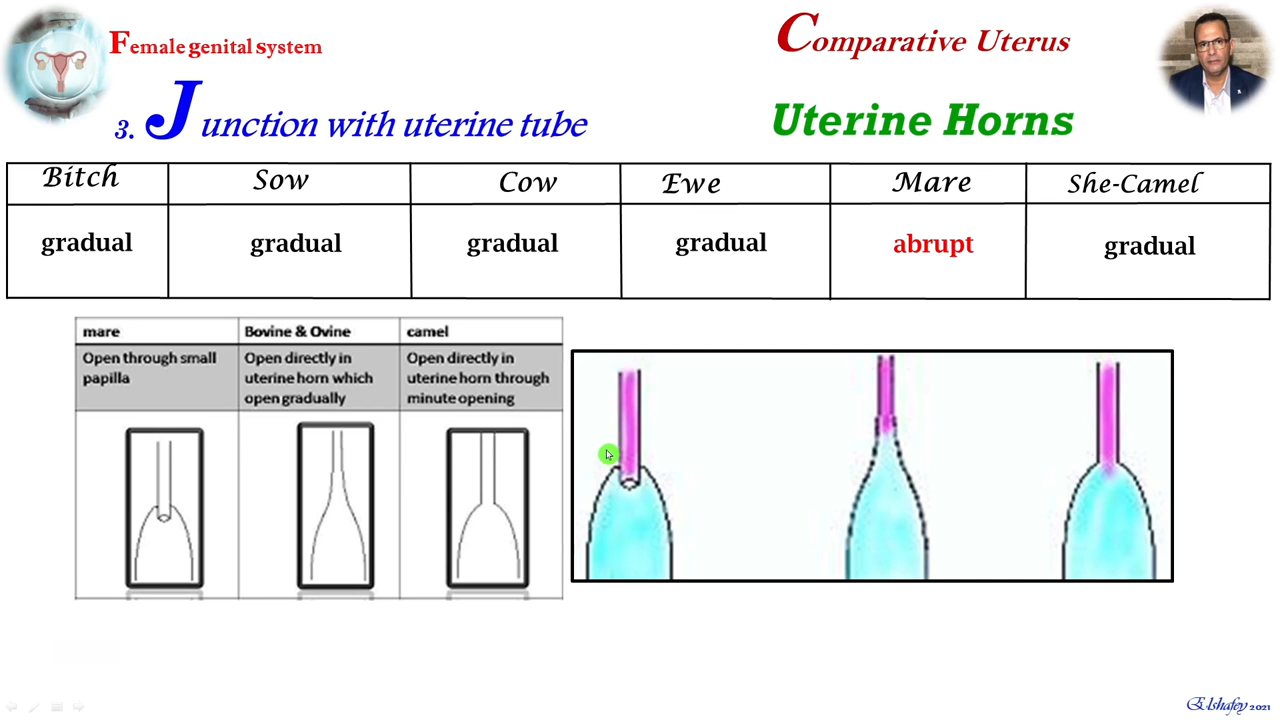 Female genital system
Comparative Uterus
3. Junction with uterine tube
Uterine Horns
Bitch Sow Cow Ewe Mare She-Camel
gradual gradual gradual gradual abrupt gradual
mare Bovine & Ovine camel
Open through small Open directly in Open directly in
papilla uterine horn which uterine horn through
open gradually minute opening
Elshafey 2021